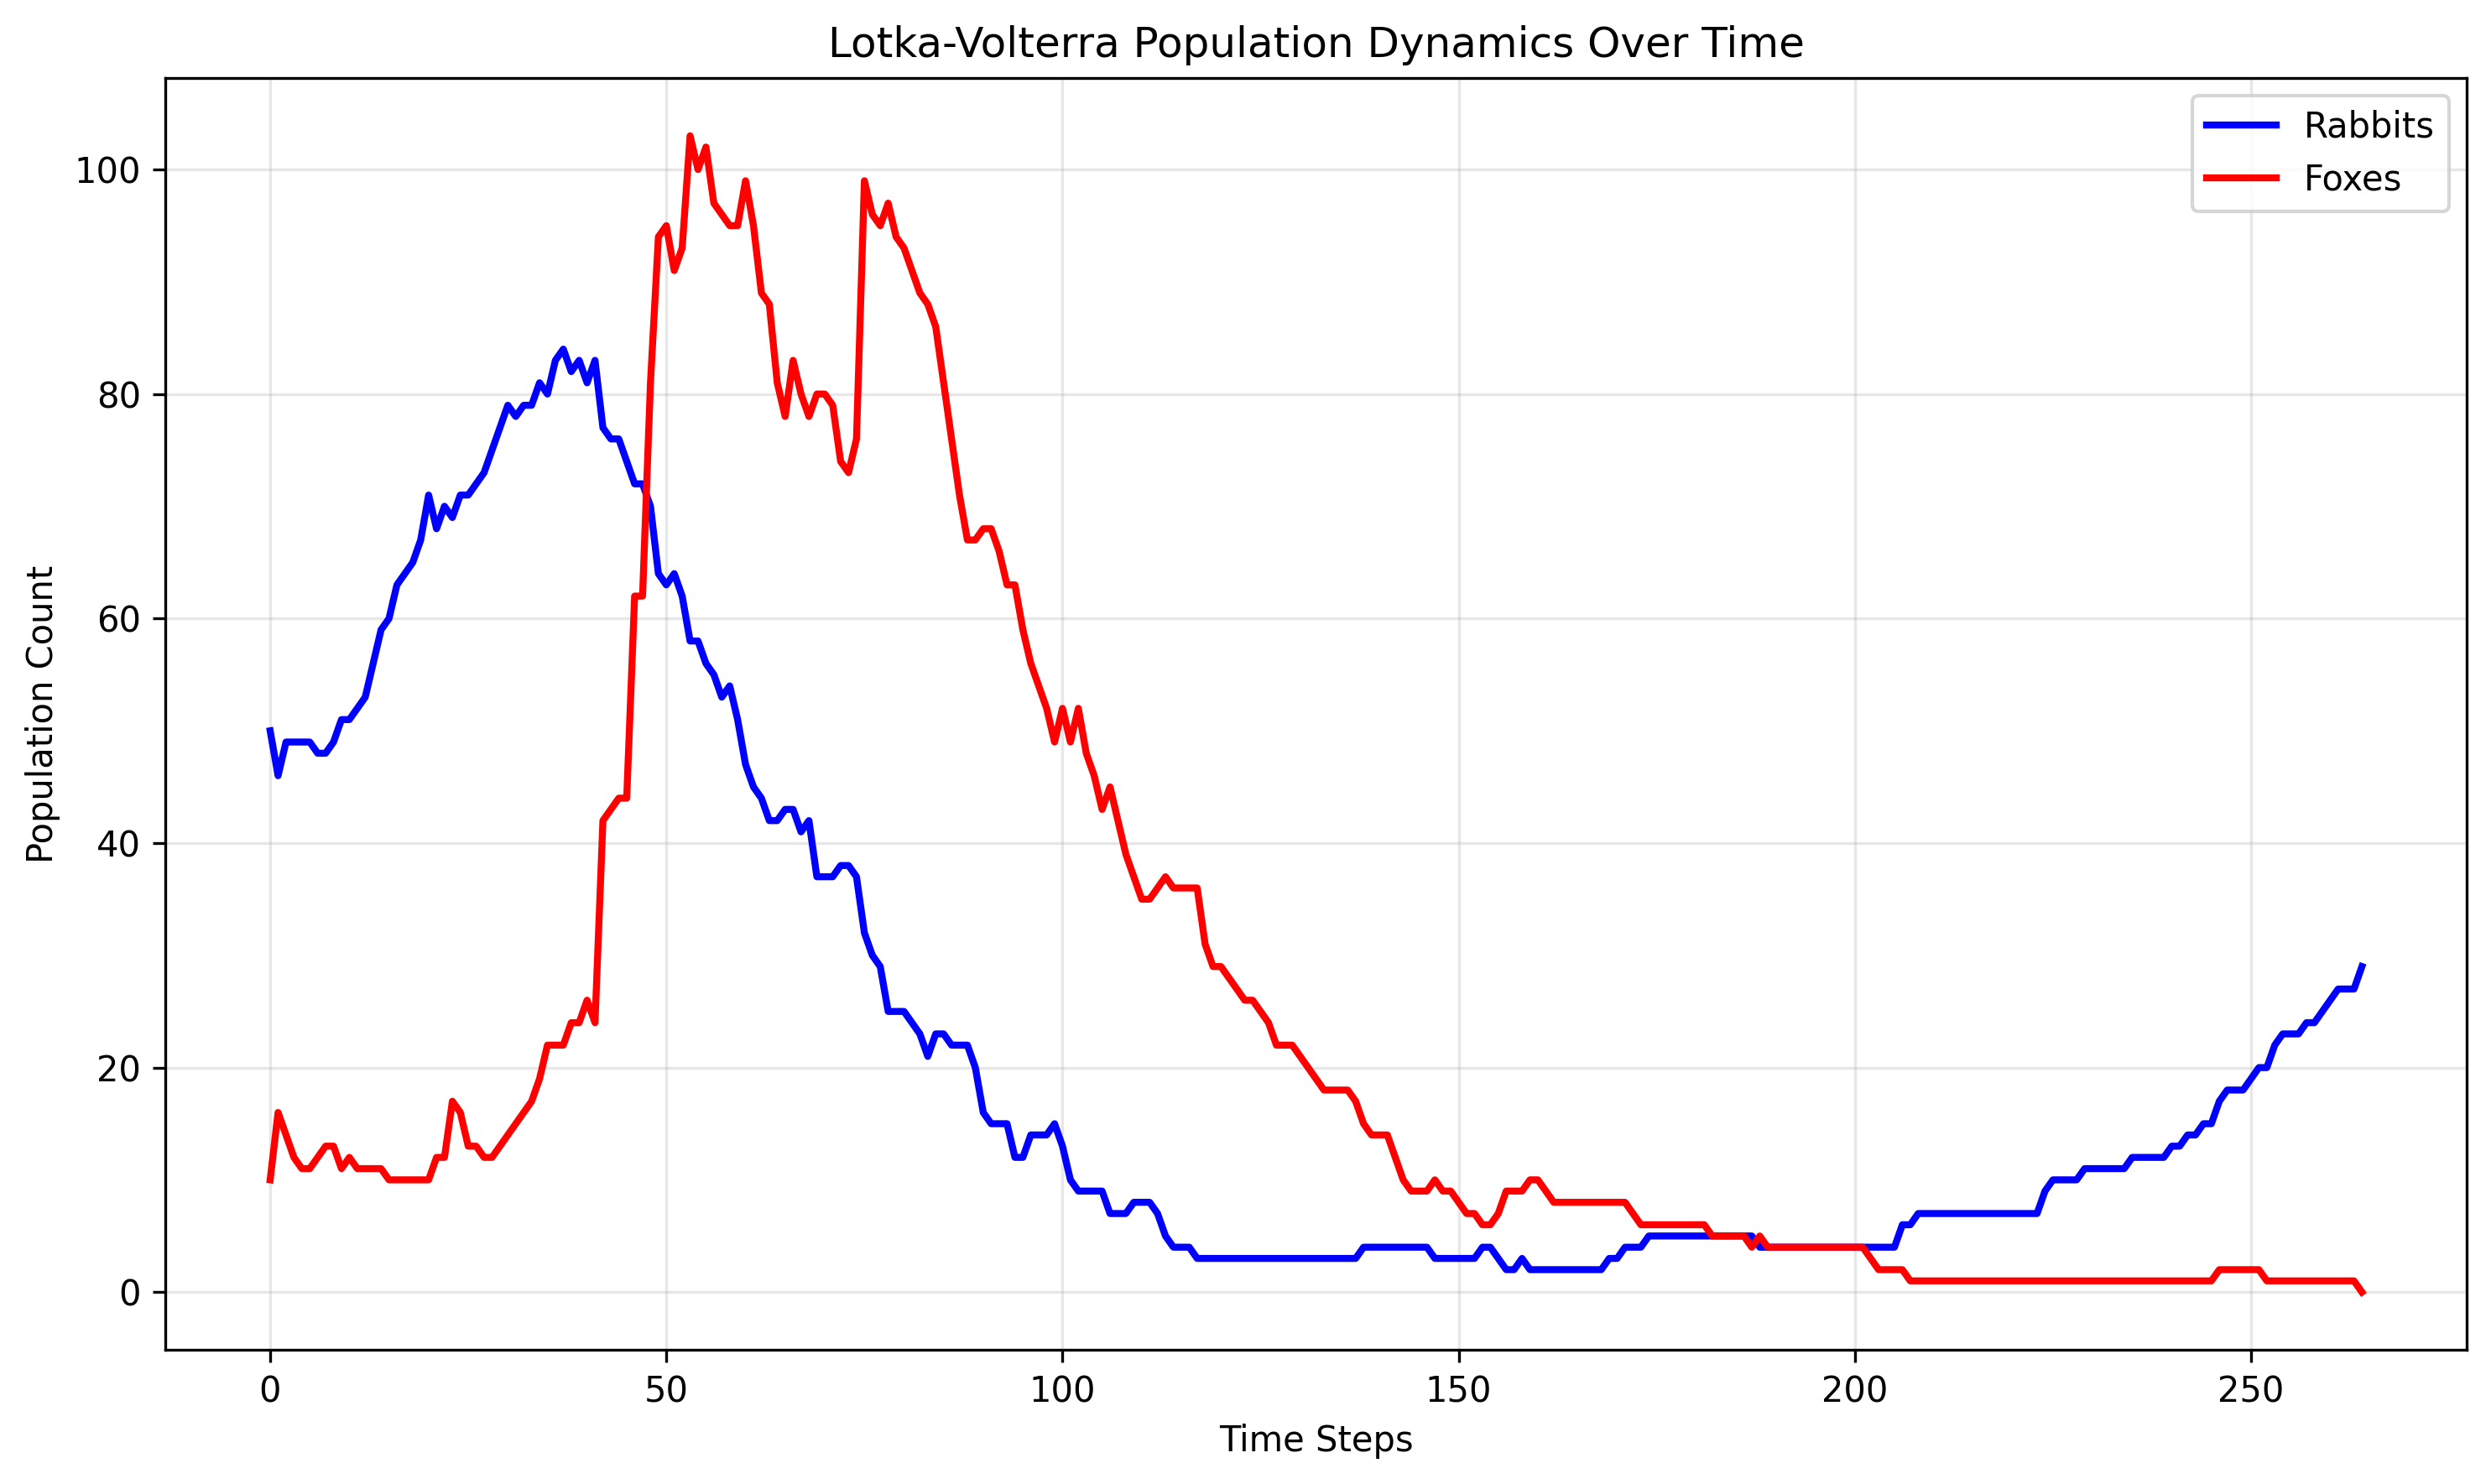 Lotka-Volterra Population Dynamics Over Time
Rabbits
Foxes
Population Count
100
80
60
40
20
0
0 50 100 150 200 250
Time Steps